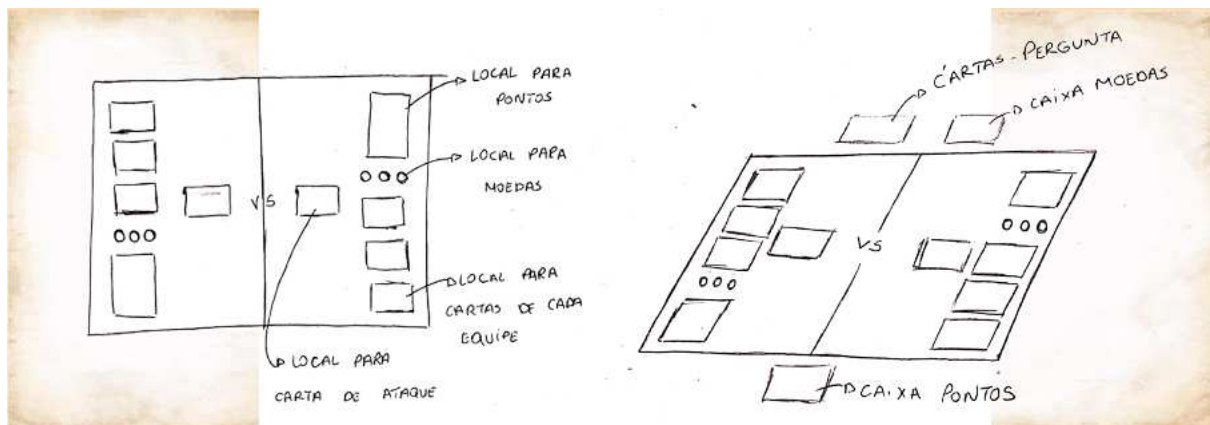 LOCAL PARA
PONTOS
LOCAL PARA
MOEDAS
VS
LOCAL PARA
CARTAS DE CADA
EQUIPE
LOCAL PARA
CARTA DE ATAQUE
CARTAS-PERGUNTA
CAIXA MOEDAS
VS
CAIXA PONTOS